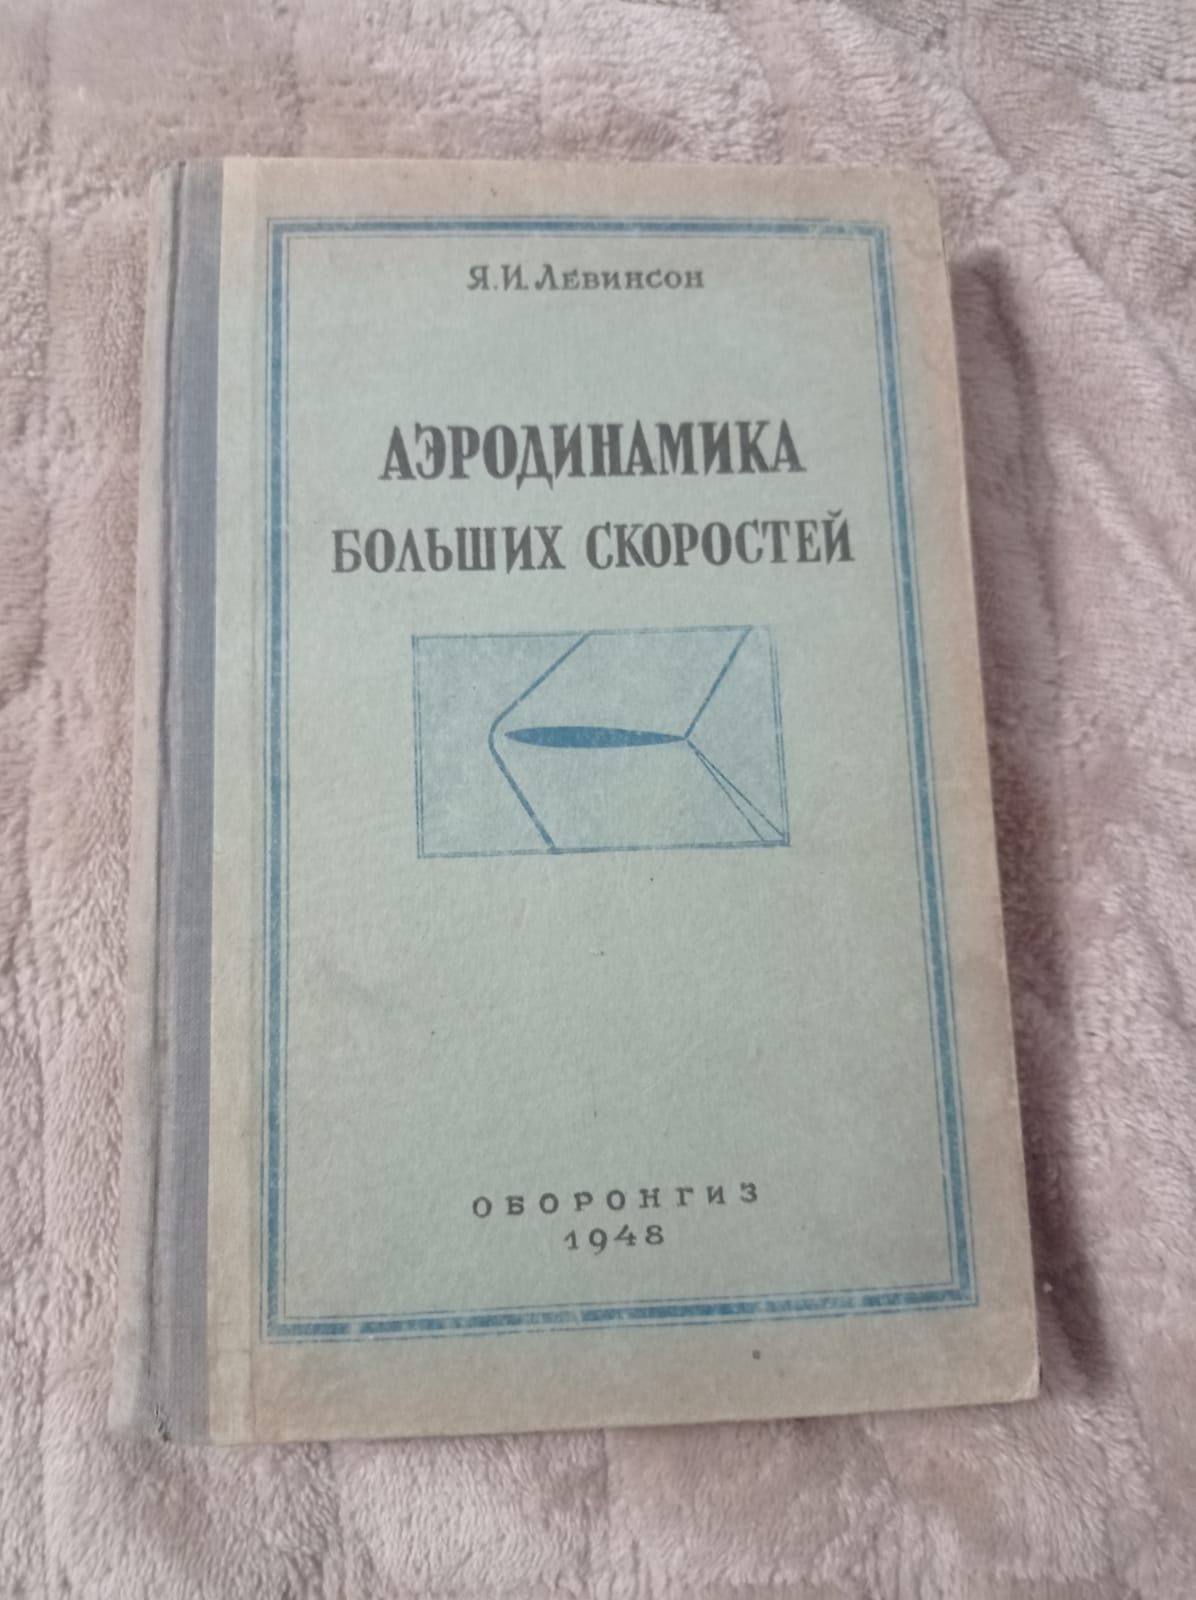 Я. И. ЛЕВИНСОН
АЭРОДИНАМИКА
БОЛЬШИХ СКОРОСТЕЙ
ОБОРОНГИЗ
1948